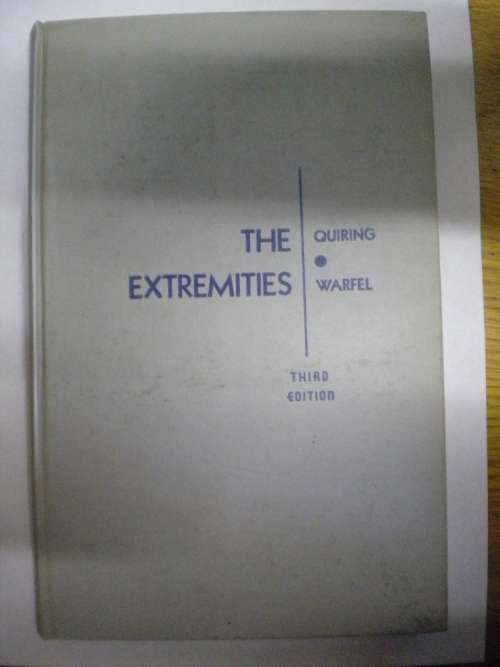 THE
EXTREMITIES
QUIRING
WARFEL
THIRD
EDITION